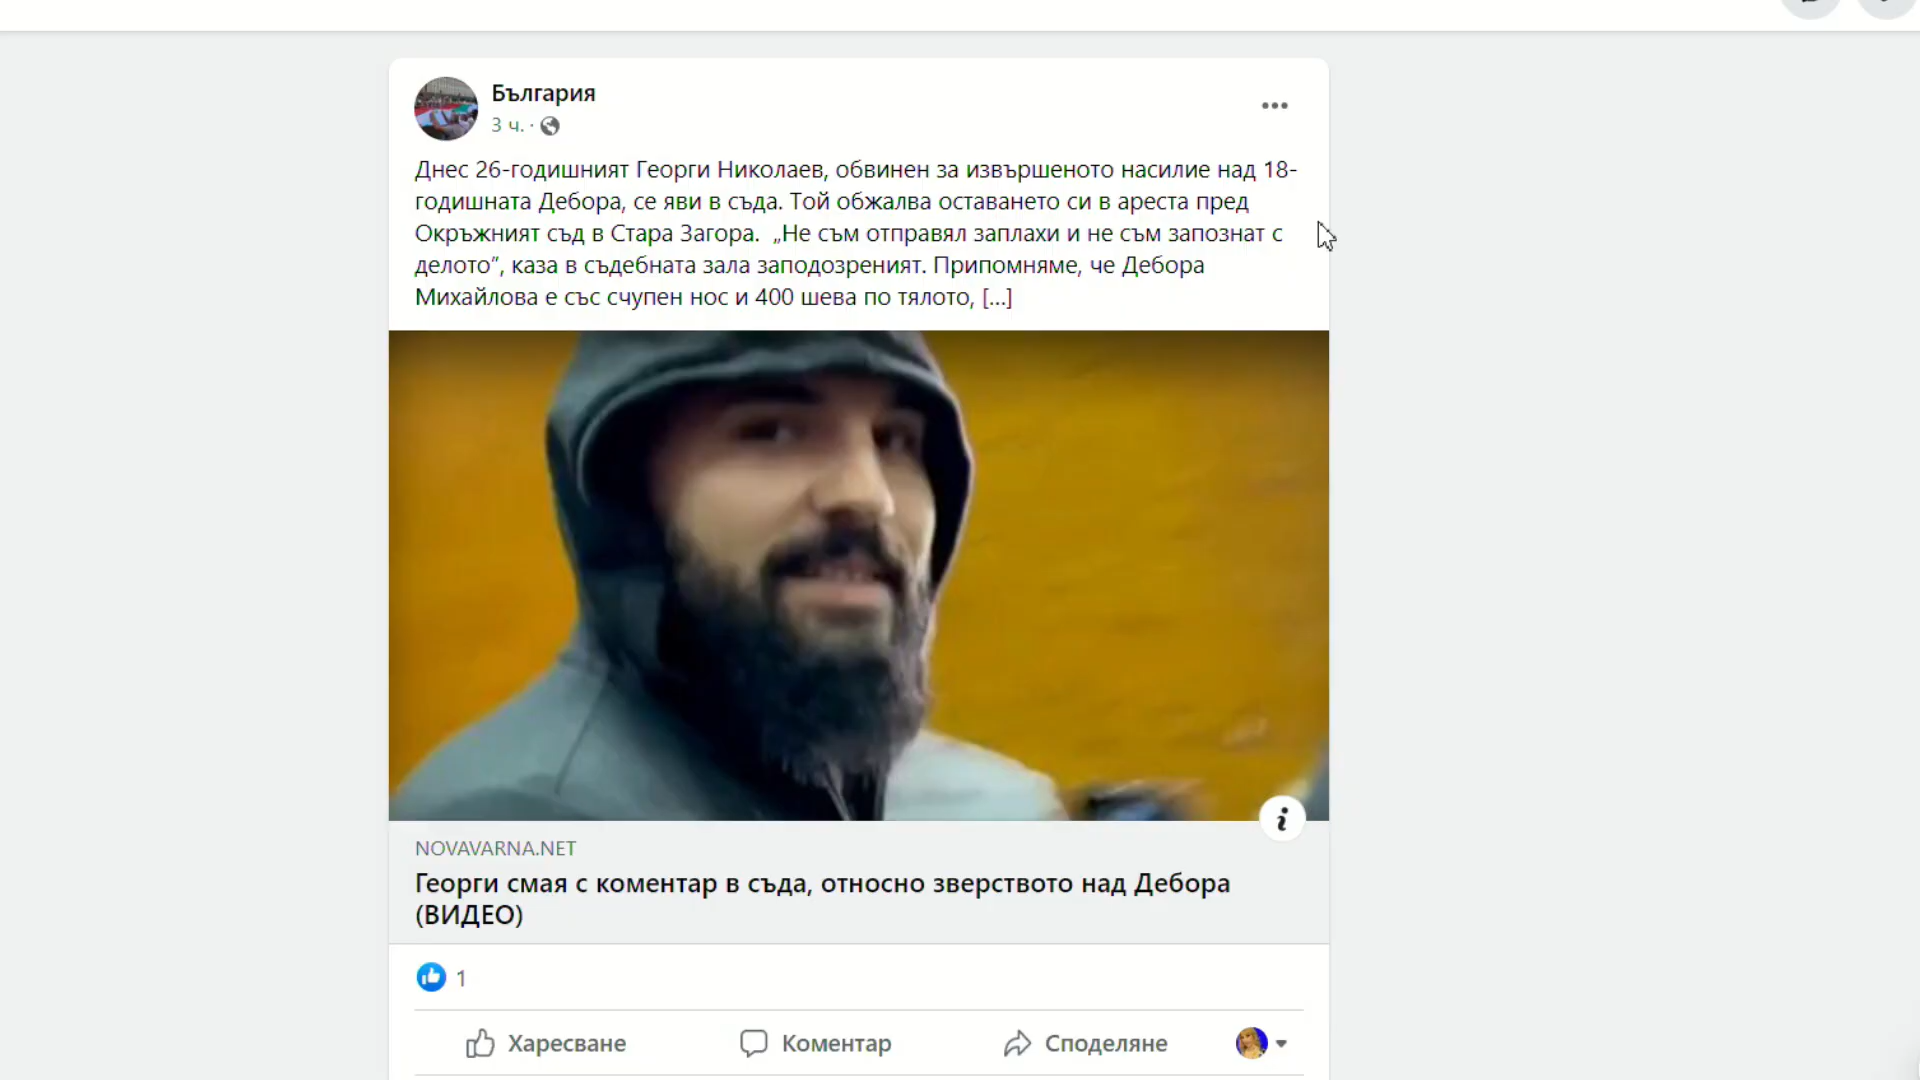 България
3 ч. ·
Днес 26-годишният Георги Николаев, обвинен за извършеното насилие над 18-
годишната Дебора, се яви в съда. Той обжалва оставането си в ареста пред
Окръжният съд в Стара Загора.  „Не съм отправял заплахи и не съм запознат с
делото”, каза в съдебната зала заподозреният. Припомняме, че Дебора
Михайлова е със счупен нос и 400 шева по тялото, […]
NOVAVARNA.NET
Георги смая с коментар в съда, относно зверството над Дебора
(ВИДЕО)
1
Харесване
Коментар
Споделяне